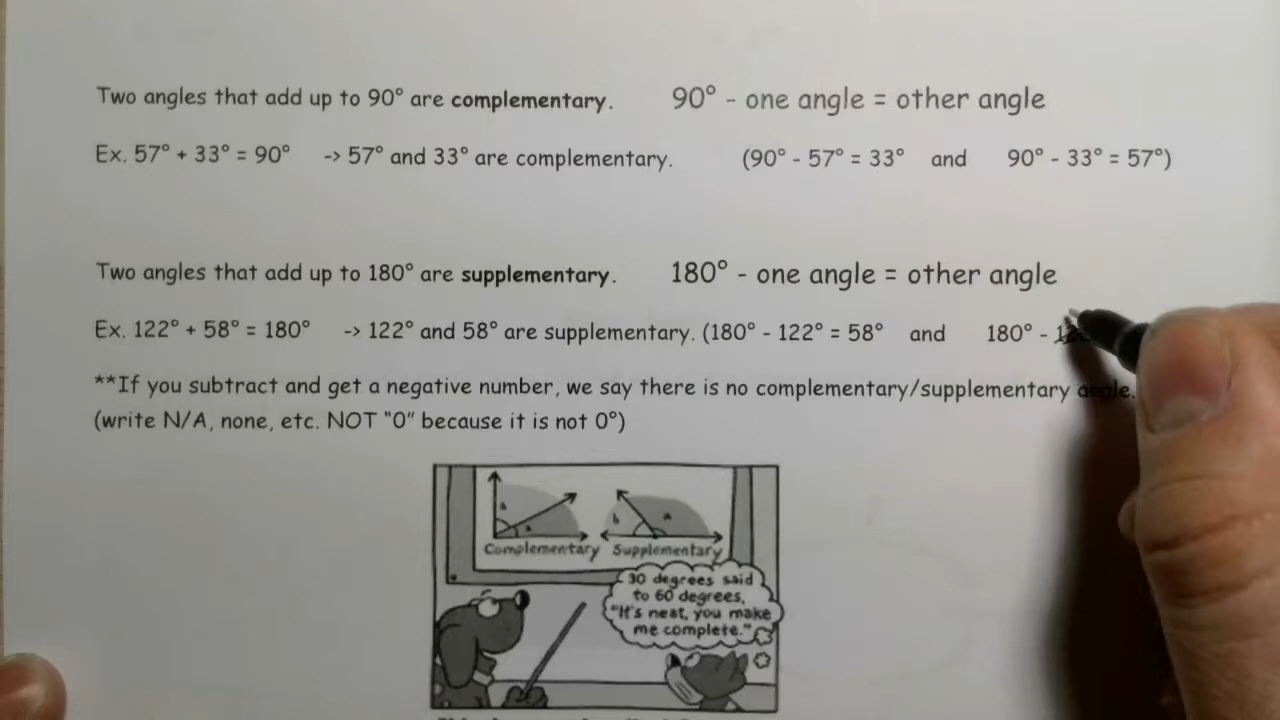 Two angles that add up to 90° are complementary. 90° - one angle = other angle
Ex. 57° + 33° = 90° -> 57° and 33° are complementary. (90° - 57° = 33° and 90° - 33° = 57°)
Two angles that add up to 180° are supplementary. 180° - one angle = other angle
Ex. 122° + 58° = 180° -> 122° and 58° are supplementary. (180° - 122° = 58° and 180° -
**If you subtract and get a negative number, we say there is no complementary/supplementary angle.
(write N/A, none, etc. NOT "0" because it is not 0°)
b a b a
Complementary Supplementary
30 degrees said
to 60 degrees,
"It's neat, you make
me complete."